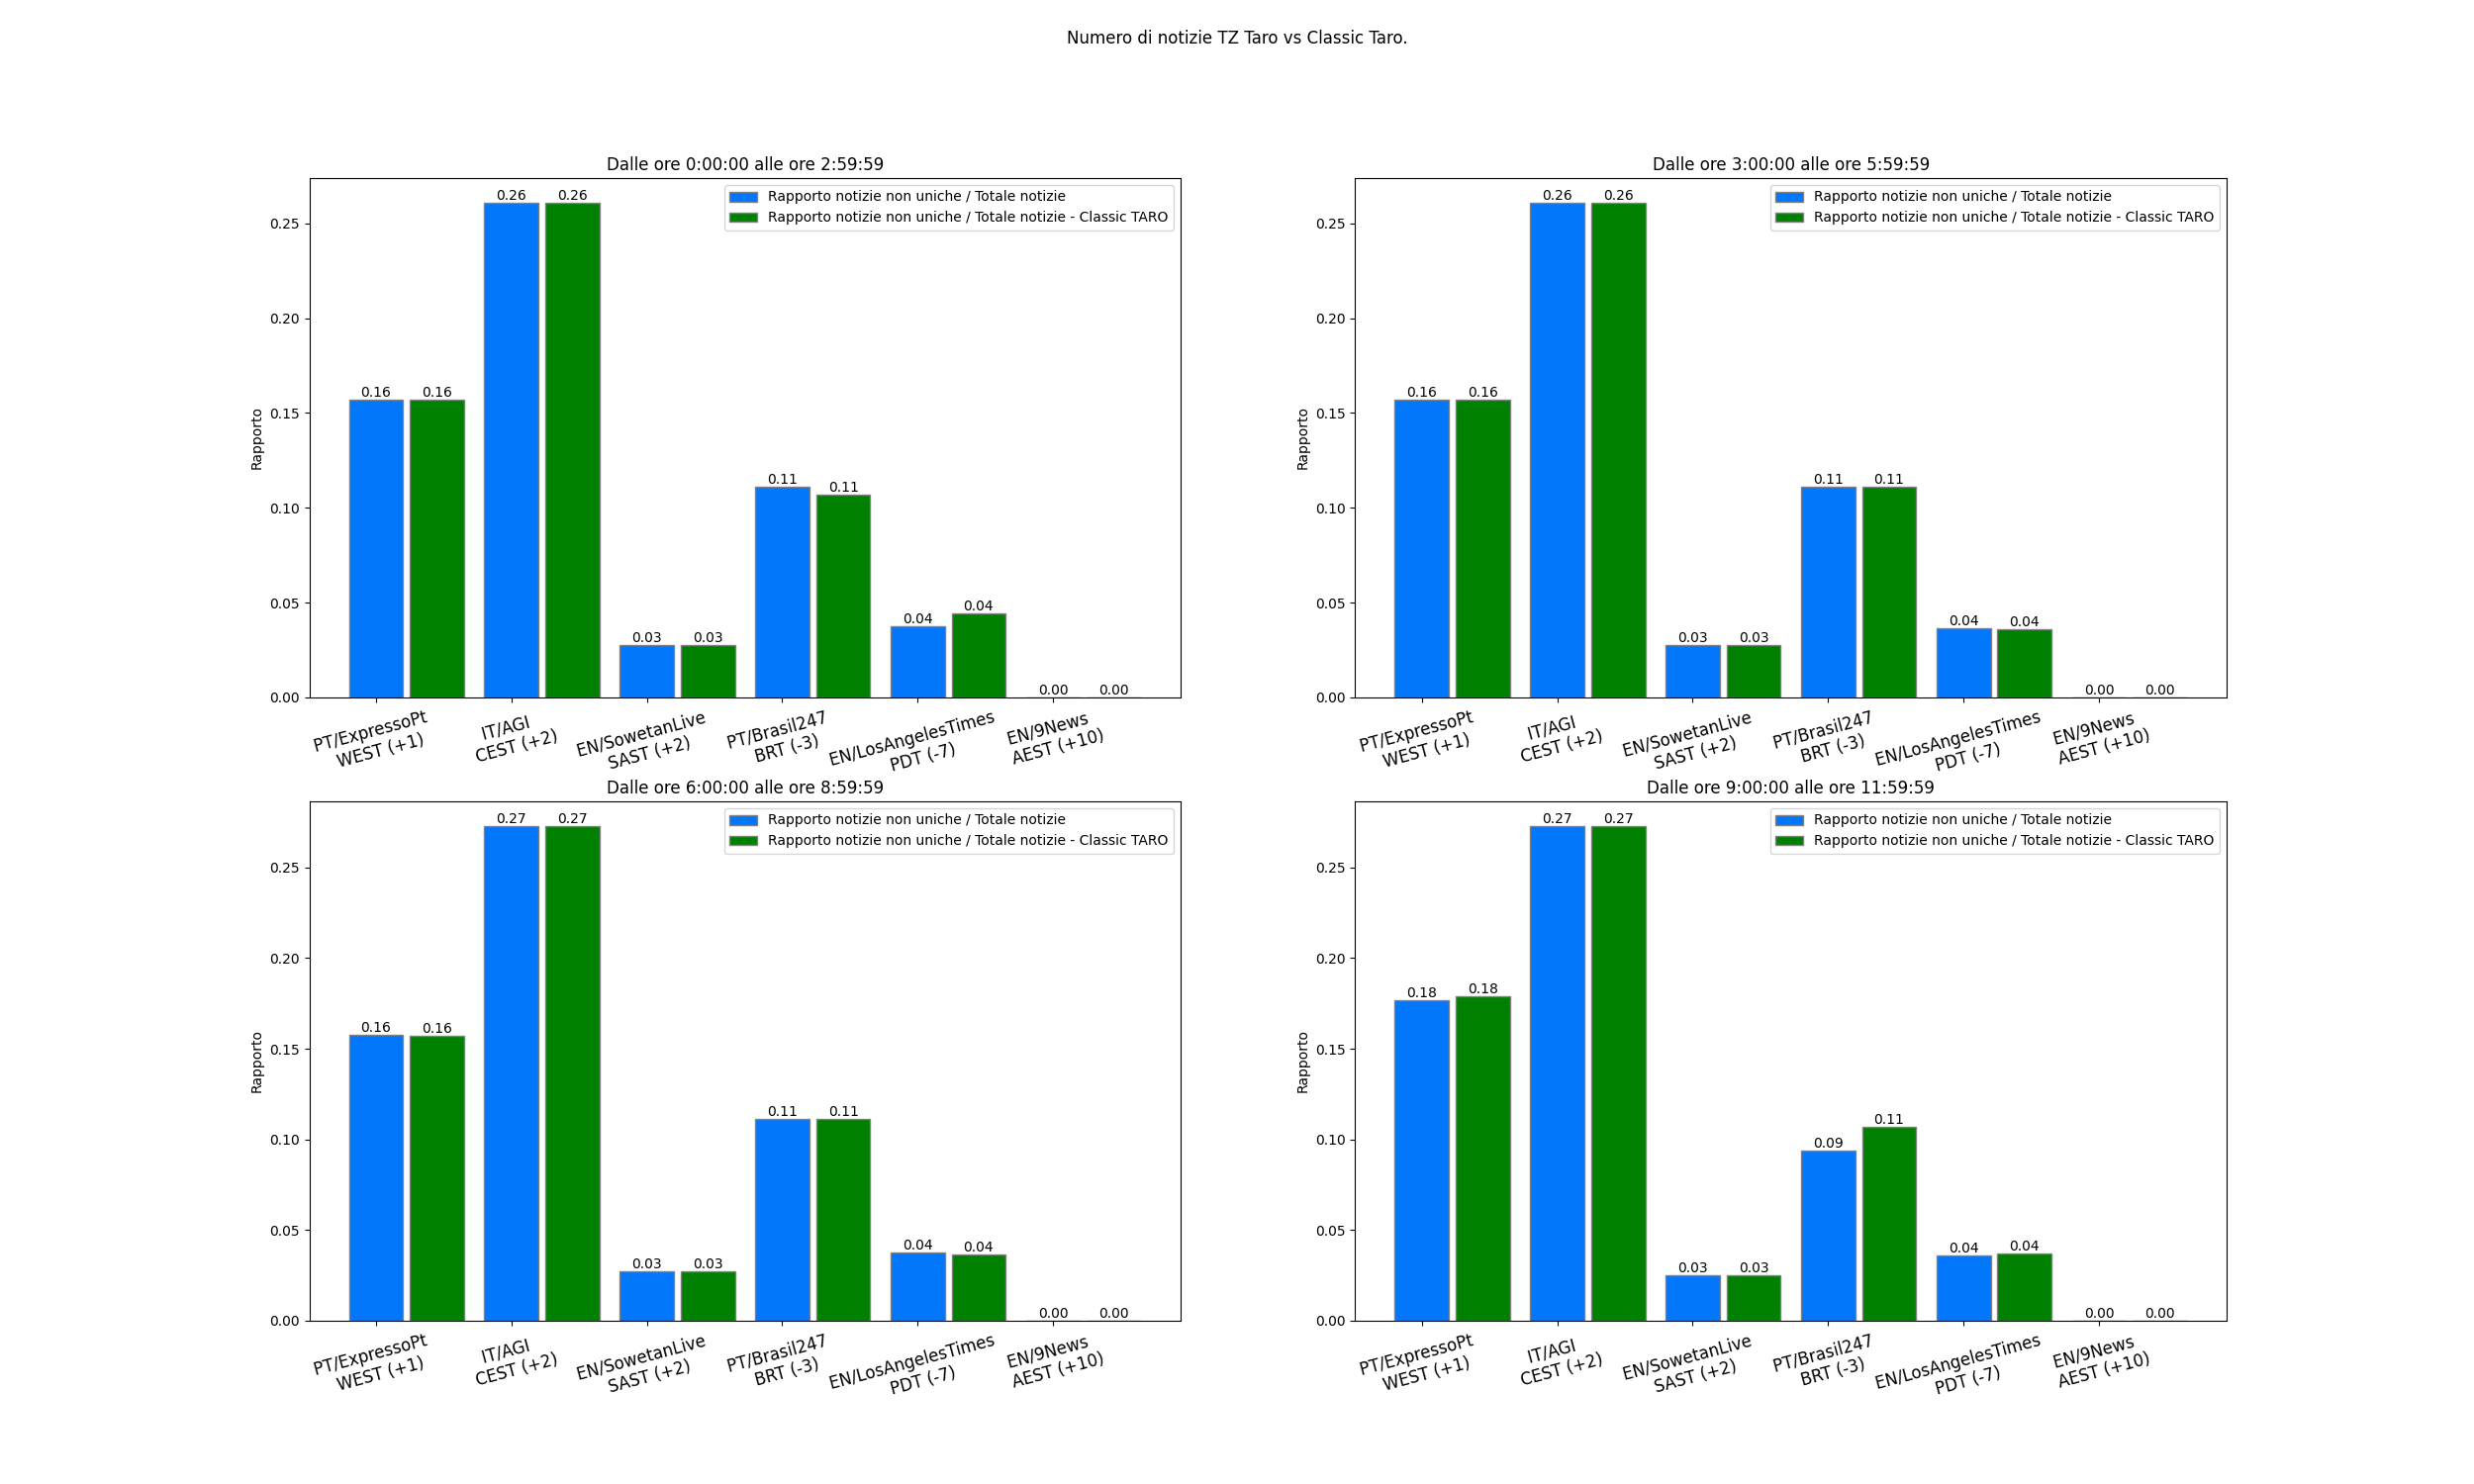 Numero di notizie TZ Taro vs Classic Taro.
Dalle ore 0:00:00 alle ore 2:59:59
Rapporto notizie non uniche / Totale notizie
Rapporto notizie non uniche / Totale notizie - Classic TARO
0.26 0.26
0.25
0.20
0.16 0.16
0.15
Rapporto
0.11 0.11
0.10
0.05
0.04 0.04
0.03 0.03
0.00 0.00
0.00
PT/ExpressoPt
WEST (+1)
IT/AGI
CEST (+2)
EN/SowetanLive
SAST (+2)
PT/Brasil247
BRT (-3)
EN/LosAngelesTimes
PDT (-7)
EN/9News
AEST (+10)
Dalle ore 3:00:00 alle ore 5:59:59
Rapporto notizie non uniche / Totale notizie
Rapporto notizie non uniche / Totale notizie - Classic TARO
0.26 0.26
0.25
0.20
0.16 0.16
0.15
Rapporto
0.11 0.11
0.10
0.05
0.04 0.04
0.03 0.03
0.00 0.00
0.00
PT/ExpressoPt
WEST (+1)
IT/AGI
CEST (+2)
EN/SowetanLive
SAST (+2)
PT/Brasil247
BRT (-3)
EN/LosAngelesTimes
PDT (-7)
EN/9News
AEST (+10)
Dalle ore 6:00:00 alle ore 8:59:59
Rapporto notizie non uniche / Totale notizie
Rapporto notizie non uniche / Totale notizie - Classic TARO
0.27 0.27
0.25
0.20
0.16 0.16
0.15
Rapporto
0.11 0.11
0.10
0.05
0.04 0.04
0.03 0.03
0.00 0.00
0.00
PT/ExpressoPt
WEST (+1)
IT/AGI
CEST (+2)
EN/SowetanLive
SAST (+2)
PT/Brasil247
BRT (-3)
EN/LosAngelesTimes
PDT (-7)
EN/9News
AEST (+10)
Dalle ore 9:00:00 alle ore 11:59:59
Rapporto notizie non uniche / Totale notizie
Rapporto notizie non uniche / Totale notizie - Classic TARO
0.27 0.27
0.25
0.20
0.18 0.18
0.15
Rapporto
0.09 0.11
0.10
0.05
0.04 0.04
0.03 0.03
0.00 0.00
0.00
PT/ExpressoPt
WEST (+1)
IT/AGI
CEST (+2)
EN/SowetanLive
SAST (+2)
PT/Brasil247
BRT (-3)
EN/LosAngelesTimes
PDT (-7)
EN/9News
AEST (+10)